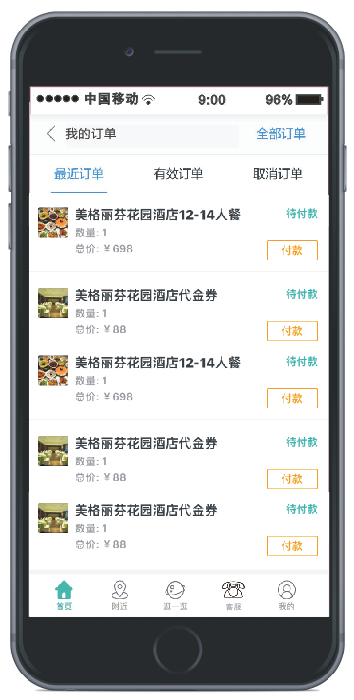 中国移动 9:00 96%
我的订单 全部订单
最近订单 有效订单 取消订单
美格丽芬花园酒店12-14人餐 待付款
数量: 1
总价: ￥698 付款
美格丽芬花园酒店代金券 待付款
数量: 1
总价: ￥88 付款
美格丽芬花园酒店12-14人餐 待付款
数量: 1
总价: ￥698 付款
美格丽芬花园酒店代金券 待付款
数量: 1
总价: ￥88 付款
美格丽芬花园酒店代金券 待付款
数量: 1
总价: ￥88 付款
首页 附近 逛一逛 客服 我的